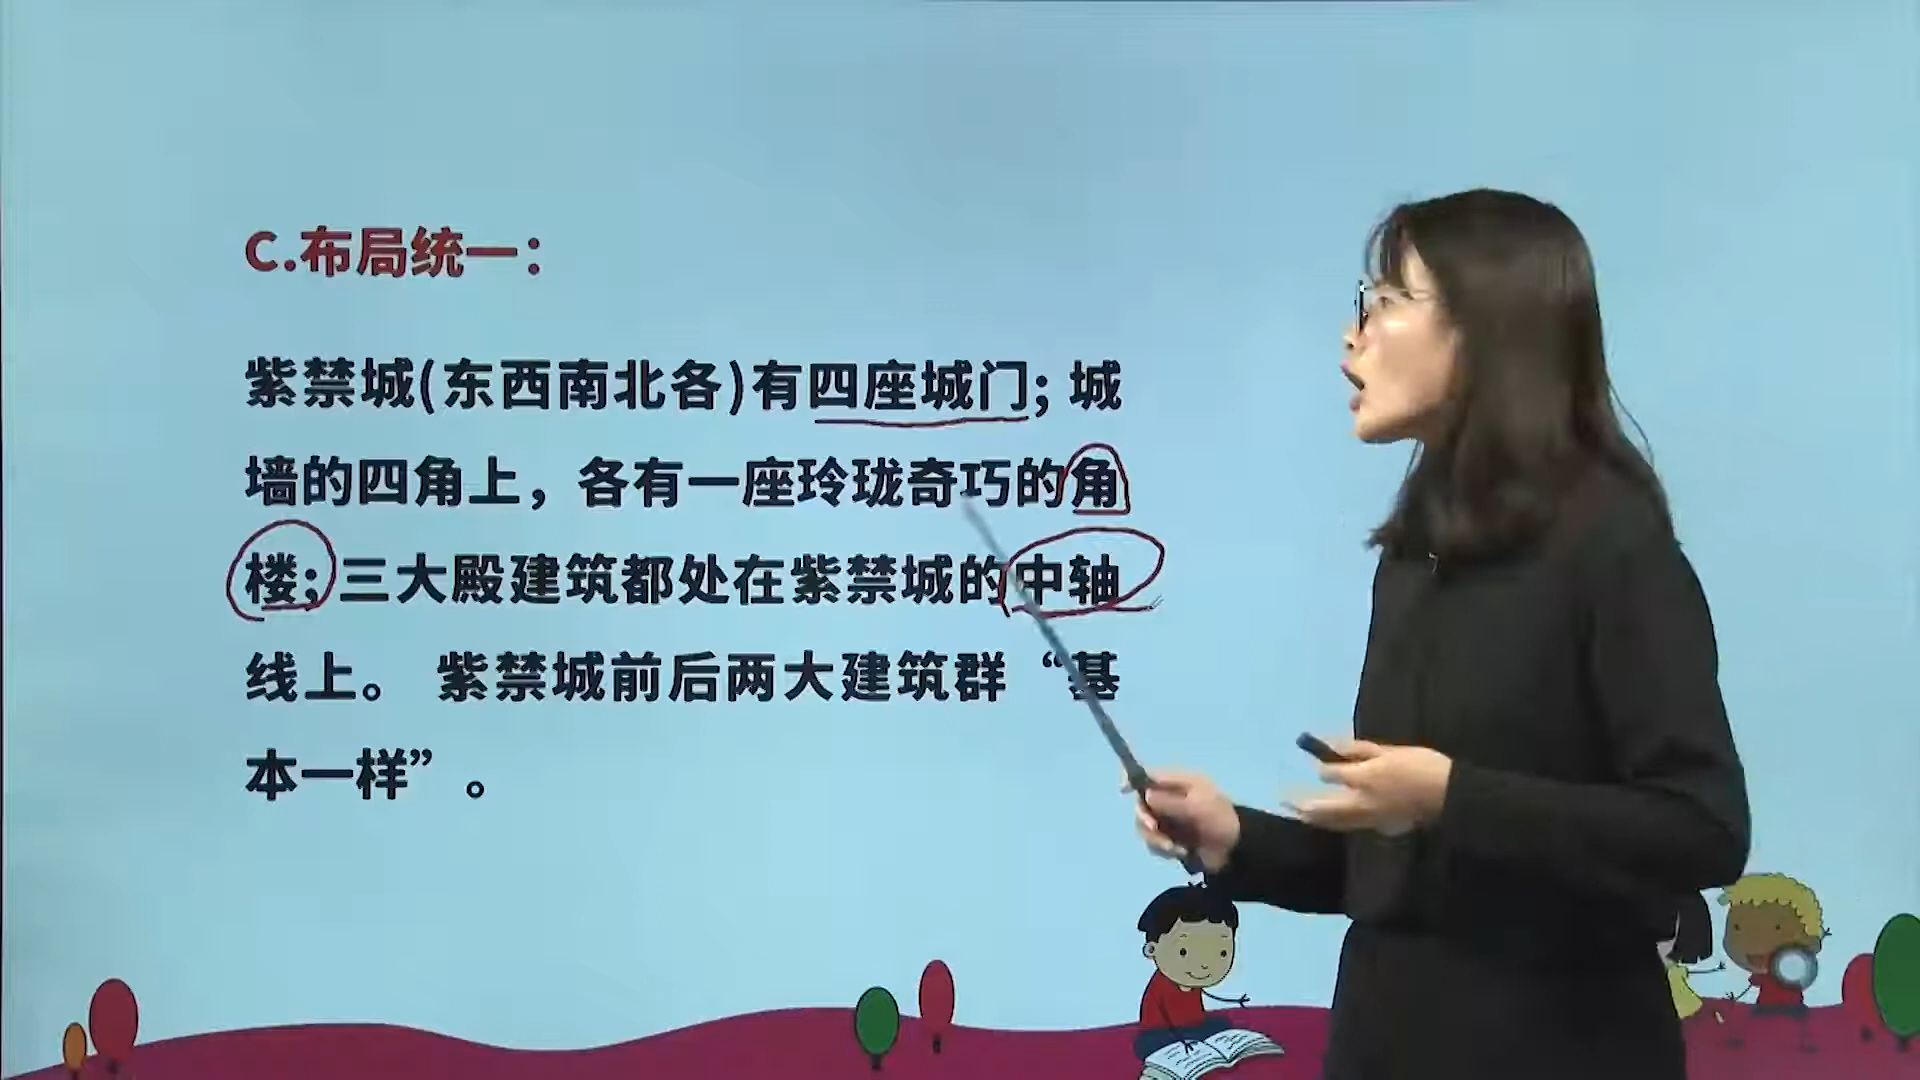 C.布局统一：
紫禁城(东西南北各)有四座城门；城
墙的四角上，各有一座玲珑奇巧的角
楼；三大殿建筑都处在紫禁城的中轴
线上。 紫禁城前后两大建筑群“基
本一样”。